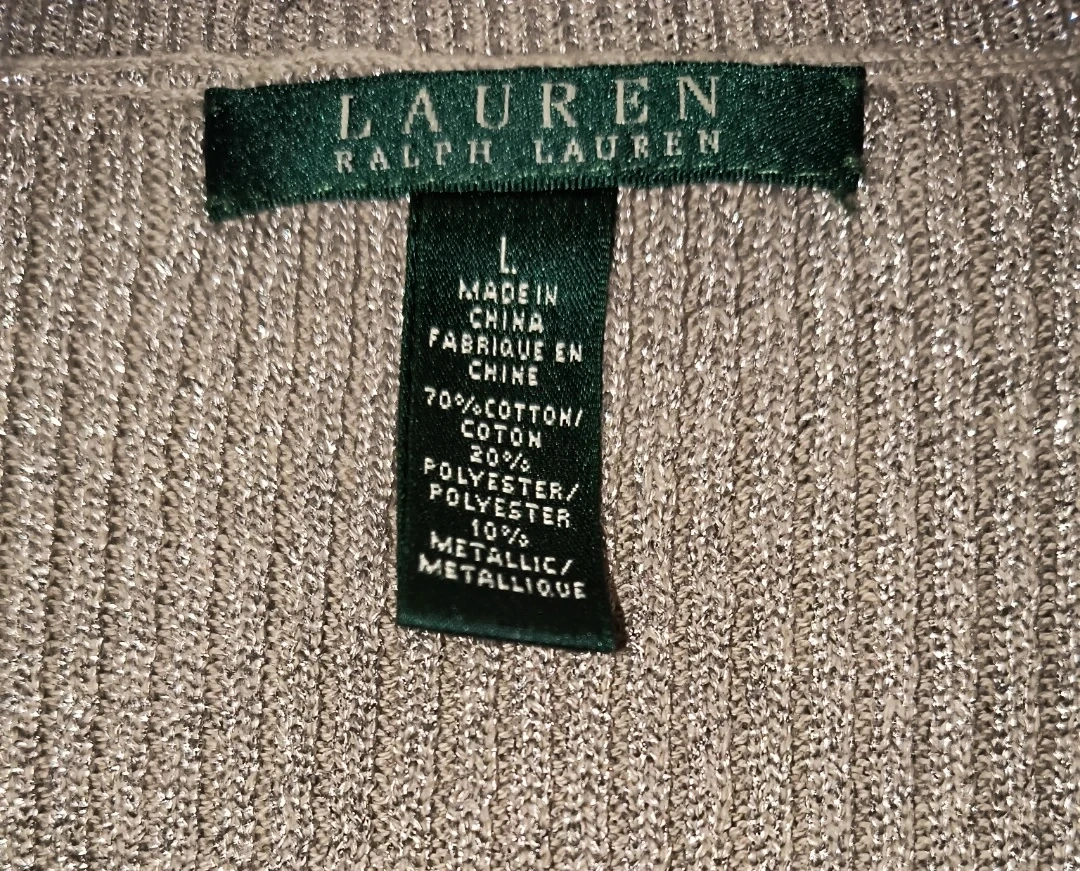 LAUREN
RALPH LAUREN
L
MADE IN
CHINA
FABRIQUE EN
CHINE
70% COTTON/
COTON
20%
POLYESTER/
POLYESTER
10%
METALLIC/
METALLIQUE